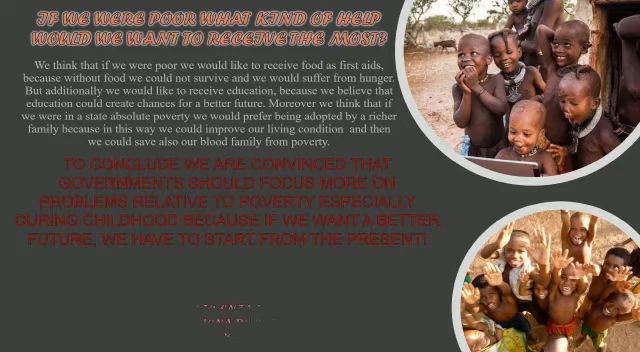 IF WE WERE POOR WHAT KIND OF HELP
WOULD WE WANT TO RECEIVE THE MOST?
We think that if we were poor we would like to receive food as first aids,
because without food we could not survive and we would suffer from hunger.
But additionally we would like to receive education, because we believe that
education could create chances for a better future. Moreover we think that if
we were in a state absolute poverty we would prefer being adopted by a richer
family because in this way we could improve our living condition and then
we could save also our blood family from poverty.
TO CONCLUDE WE ARE CONVINCED THAT
GOVERNMENTS SHOULD FOCUS MORE ON
PROBLEMS RELATIVE TO POVERTY ESPECIALLY
DURING CHILDHOOD BECAUSE IF WE WANT A BETTER
FUTURE, WE HAVE TO START FROM THE PRESENT!